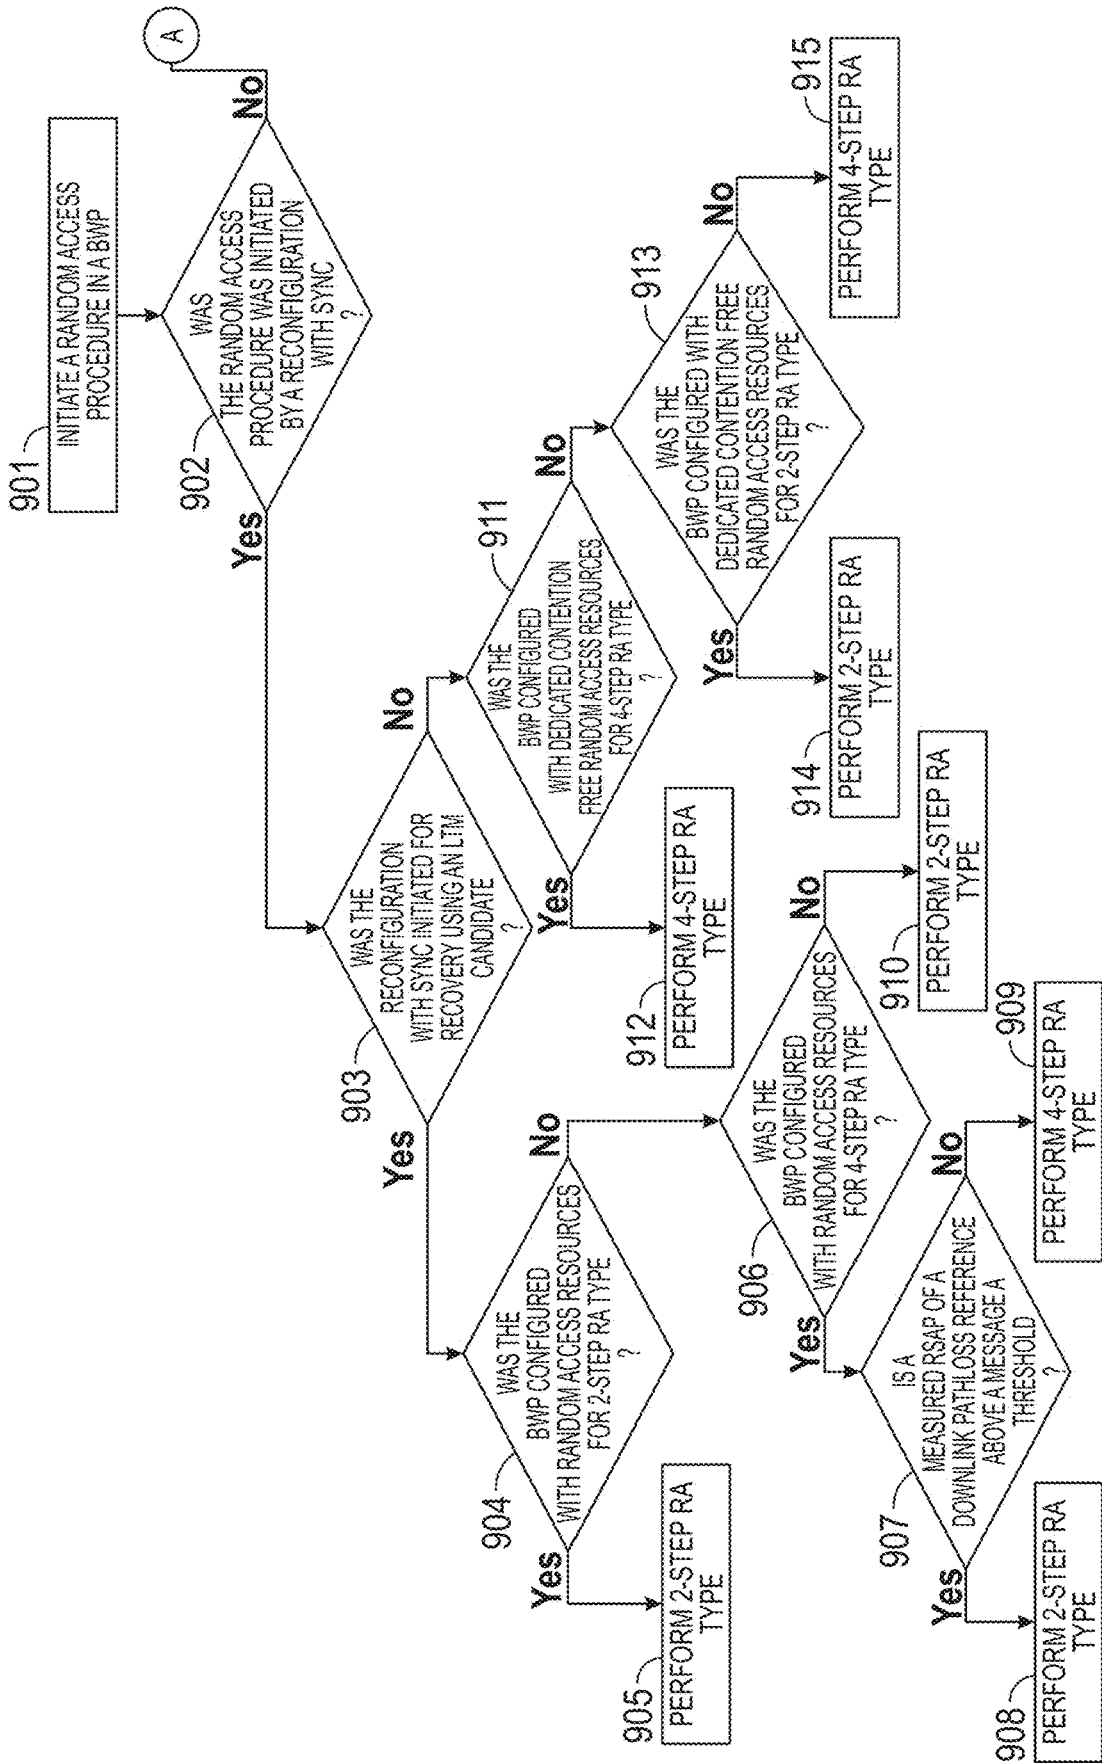 901
INITIATE A RANDOM ACCESS
PROCEDURE IN A BWP
902
WAS
THE RANDOM ACCESS
PROCEDURE WAS INITIATED
BY A RECONFIGURATION
WITH SYNC
?
Yes
No
A
903
WAS THE
RECONFIGURATION
WITH SYNC INITIATED FOR
RECOVERY USING AN LTM
CANDIDATE
?
Yes
No
904
WAS THE
BWP CONFIGURED
WITH RANDOM ACCESS RESOURCES
FOR 2-STEP RA TYPE
?
Yes
No
905
PERFORM 2-STEP RA
TYPE
906
WAS THE
BWP CONFIGURED
WITH RANDOM ACCESS RESOURCES
FOR 4-STEP RA TYPE
?
Yes
No
907
IS A
MEASURED RSAP OF A
DOWNLINK PATHLOSS REFERENCE
ABOVE A MESSAGE A
THRESHOLD
?
Yes
No
908
PERFORM 2-STEP RA
TYPE
909
PERFORM 4-STEP RA
TYPE
910
PERFORM 2-STEP RA
TYPE
911
WAS THE
BWP CONFIGURED
WITH DEDICATED CONTENTION
FREE RANDOM ACCESS RESOURCES
FOR 4-STEP RA TYPE
?
Yes
No
912
PERFORM 4-STEP RA
TYPE
913
WAS THE
BWP CONFIGURED WITH
DEDICATED CONTENTION FREE
RANDOM ACCESS RESOURCES
FOR 2-STEP RA TYPE
?
Yes
No
914
PERFORM 2-STEP RA
TYPE
915
PERFORM 4-STEP RA
TYPE